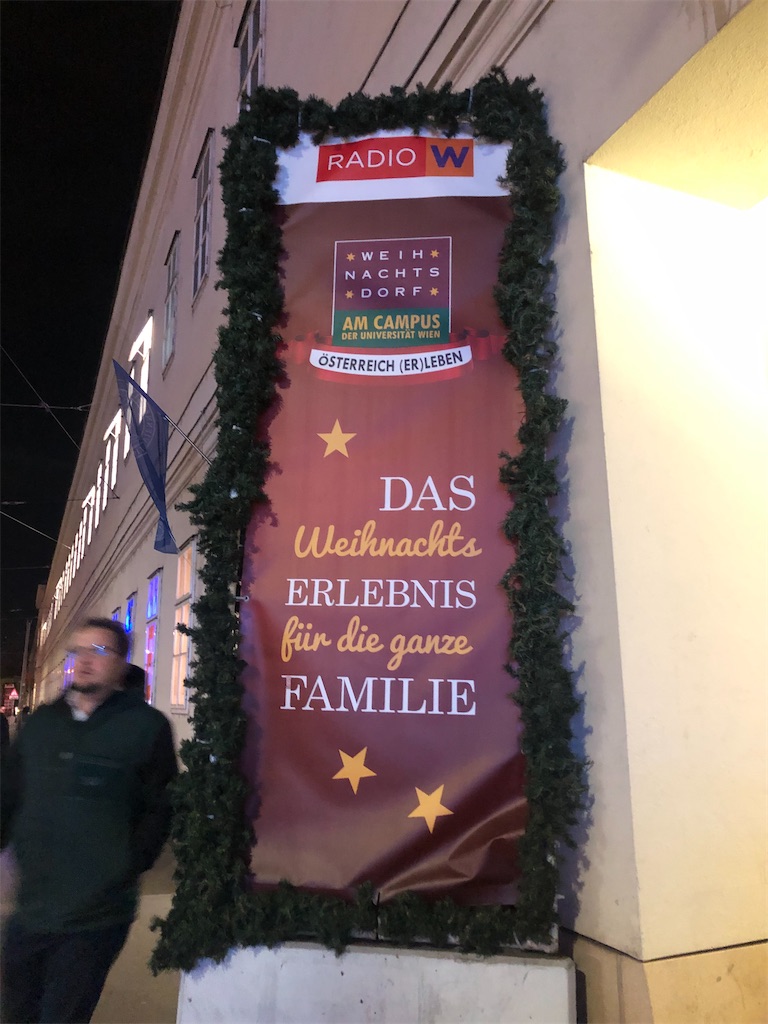 RADIO W
WEIH
NACHTS
DORF
AM CAMPUS
DER UNIVERSITÄT WIEN
ÖSTERREICH (ER)LEBEN
DAS
Weihnachts
ERLEBNIS
für die ganze
FAMILIE